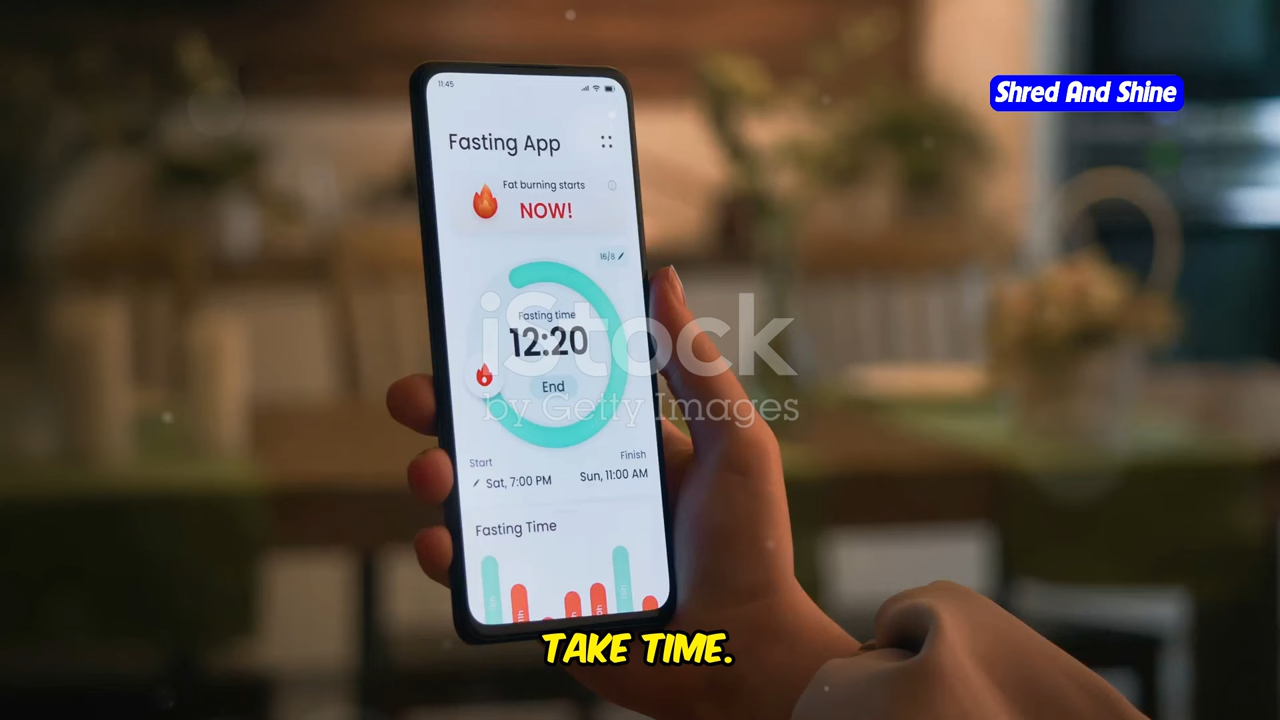 11:45
Shred And Shine
Fasting App
Fat burning starts
NOW!
16/8
Fasting time
12:20
End
iStock
by Getty Images
Start
Finish
Sat, 7:00 PM
Sun, 11:00 AM
Fasting Time
TAKE TIME.